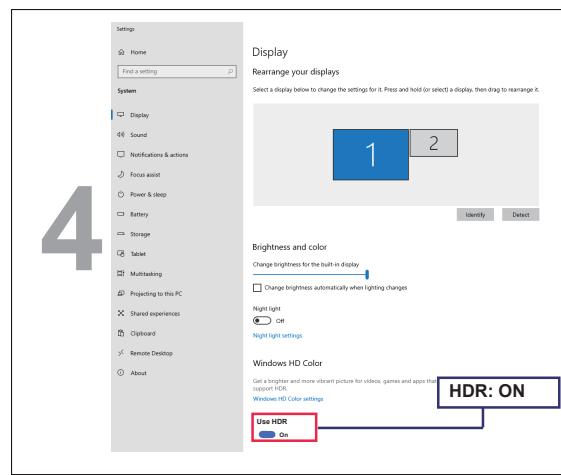 4
Settings
Home
Find a setting
System
Display
Sound
Notifications & actions
Focus assist
Power & sleep
Battery
Storage
Tablet
Multitasking
Projecting to this PC
Shared experiences
Clipboard
Remote Desktop
About
Display
Rearrange your displays
Select a display below to change the settings for it. Press and hold (or select) a display, then drag to rearrange it.
1
2
Identify
Detect
Brightness and color
Change brightness for the built-in display
Change brightness automatically when lighting changes
Night light
Off
Night light settings
Windows HD Color
Get a brighter and more vibrant picture for videos, games and apps that
support HDR.
Windows HD Color settings
HDR: ON
Use HDR
On